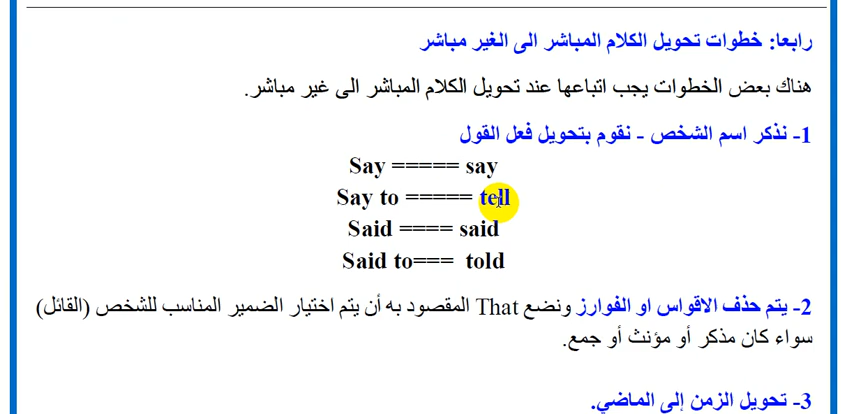 رابعا: خطوات تحويل الكلام المباشر الى الغير مباشر
هناك بعض الخطوات يجب اتباعها عند تحويل الكلام المباشر الى غير مباشر.
1- نذكر اسم الشخص - نقوم بتحويل فعل القول
Say ===== say
Say to ===== tell
Said ==== said
Said to=== told
2- يتم حذف الاقواس او الفوارز ونضع That المقصود به أن يتم اختيار الضمير المناسب للشخص (القائل)
سواء كان مذكر أو مؤنث أو جمع.
3- تحويل الزمن إلى الماضي.